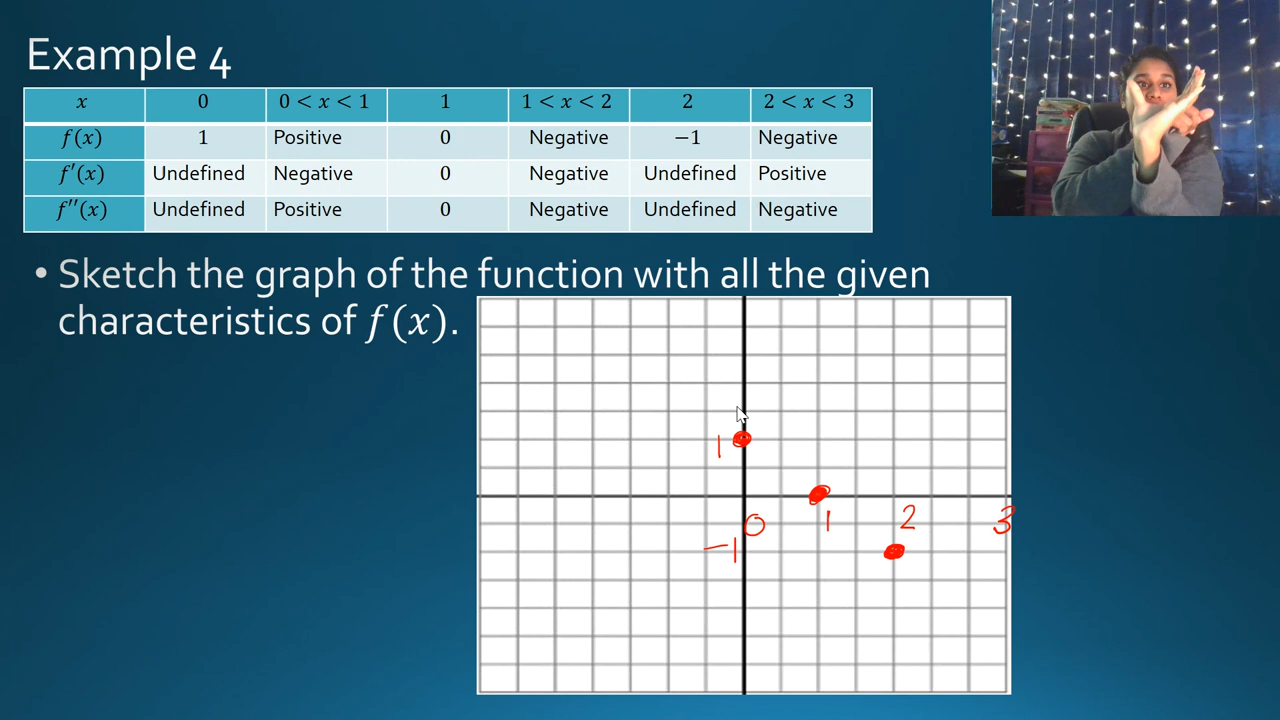 Example 4
x 0 0 < x < 1 1 1 < x < 2 2 2 < x < 3
f(x) 1 Positive 0 Negative −1 Negative
f′(x) Undefined Negative 0 Negative Undefined Positive
f′′(x) Undefined Positive 0 Negative Undefined Negative
• Sketch the graph of the function with all the given
characteristics of f(x).
1
0 1 2 3
−1